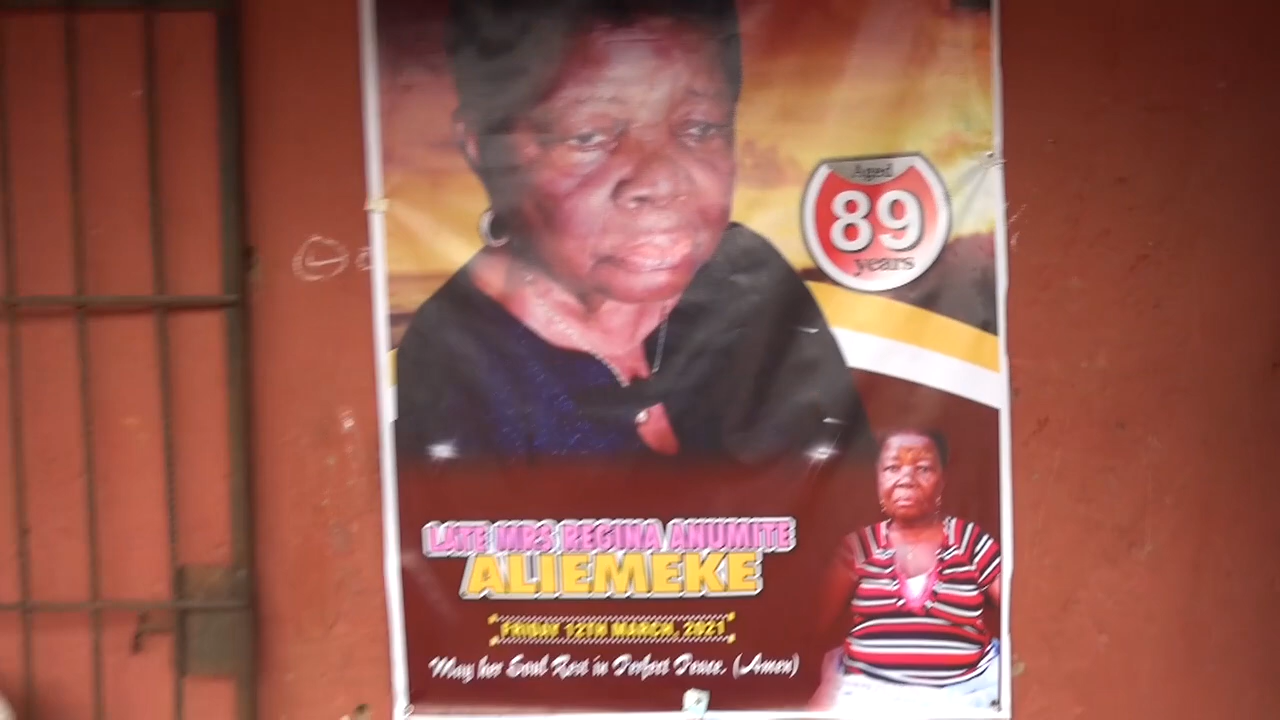 Aged
89
years
LATE MRS REGINA ANUMITE
ALIEMEKE
FRIDAY 12TH MARCH, 2021
May her Soul Rest in Perfect Peace. (Amen)